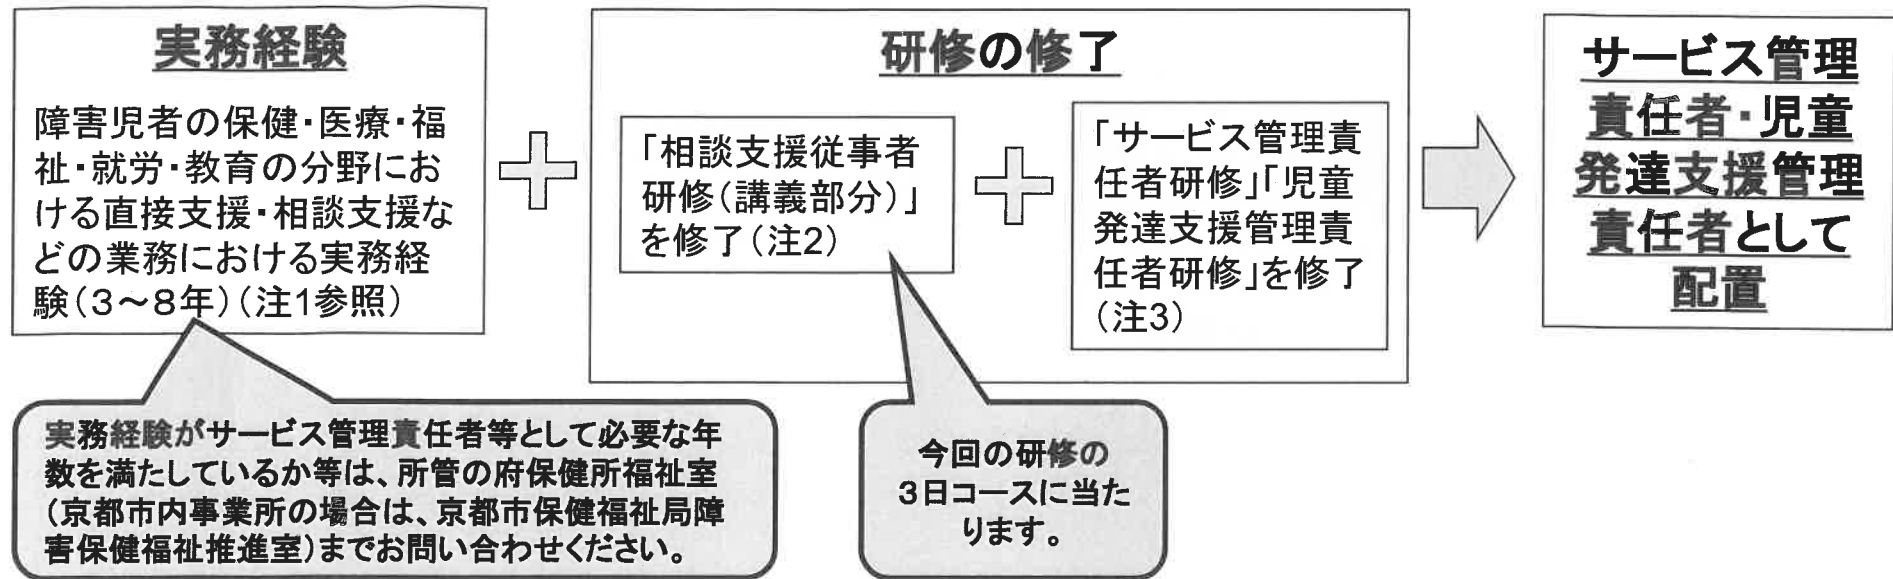 実務経験
障害児者の保健・医療・福
祉・就労・教育の分野にお
ける直接支援・相談支援な
どの業務における実務経
験(3～8年)(注1参照)
研修の修了
「相談支援従事者
研修(講義部分)」
を修了(注2)
「サービス管理責
任者研修」「児童
発達支援管理責
任者研修」を修了
(注3)
サービス管理
責任者・児童
発達支援管理
責任者として
配置
実務経験がサービス管理責任者等として必要な年
数を満たしているか等は、所管の府保健所福祉室
(京都市内事業所の場合は、京都市保健福祉局障
害保健福祉推進室)までお問い合わせください。
今回の研修の
3日コースに当た
ります。